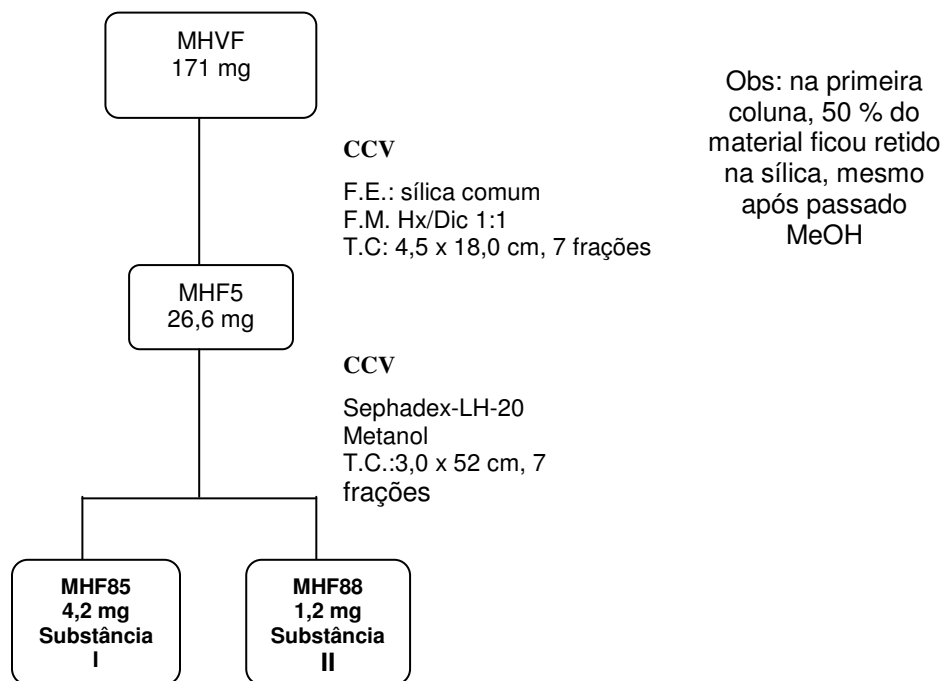 MHVF
171 mg
Obs: na primeira
coluna, 50 % do
material ficou retido
na sílica, mesmo
após passado
MeOH
CCV
F.E.: sílica comum
F.M. Hx/Dic 1:1
T.C: 4,5 x 18,0 cm, 7 frações
MHF5
26,6 mg
CCV
Sephadex-LH-20
Metanol
T.C.:3,0 x 52 cm, 7
frações
MHF85
4,2 mg
Substância
I
MHF88
1,2 mg
Substância
II